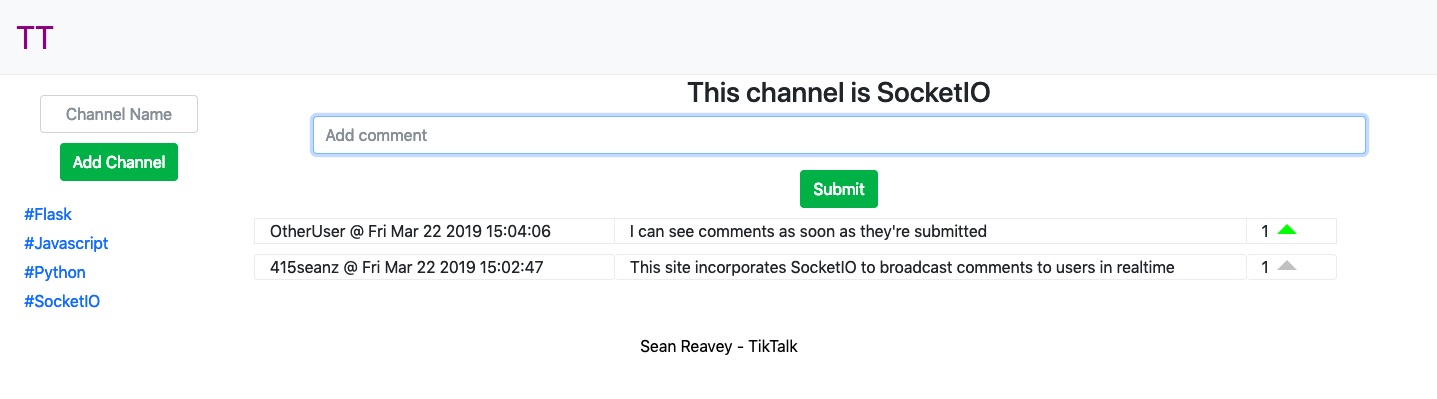 TT
Channel Name
Add Channel
#Flask
#Javascript
#Python
#SocketIO
This channel is SocketIO
Add comment
Submit
OtherUser @ Fri Mar 22 2019 15:04:06 I can see comments as soon as they're submitted 1
415seanz @ Fri Mar 22 2019 15:02:47 This site incorporates SocketIO to broadcast comments to users in realtime 1
Sean Reavey - TikTalk